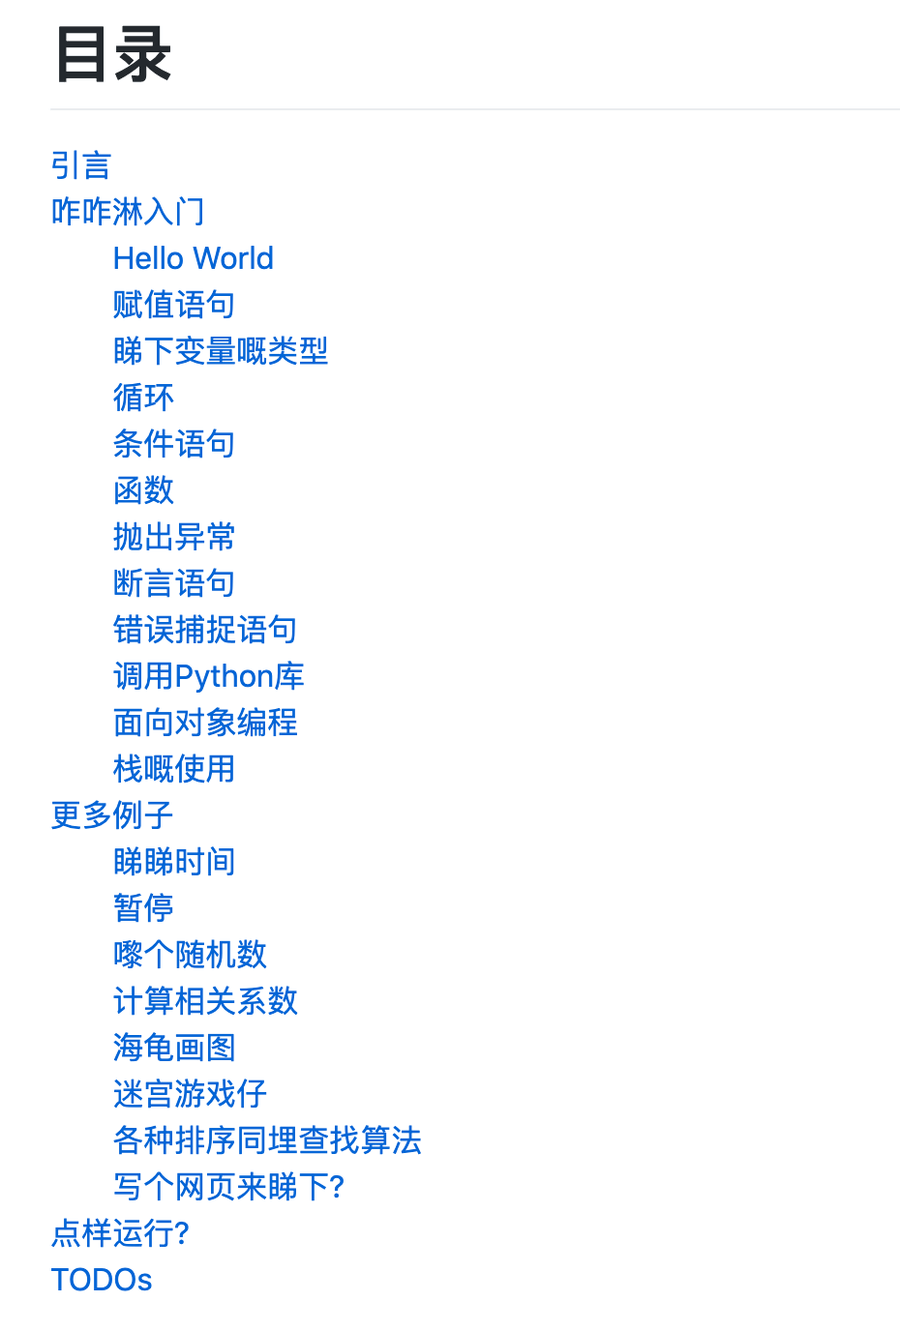 目录
引言
咋咋淋入门
Hello World
赋值语句
睇下变量嘅类型
循环
条件语句
函数
抛出异常
断言语句
错误捕捉语句
调用Python库
面向对象编程
栈嘅使用
更多例子
睇睇时间
暂停
嚟个随机数
计算相关系数
海龟画图
迷宫游戏仔
各种排序同埋查找算法
写个网页来睇下?
点样运行?
TODOs